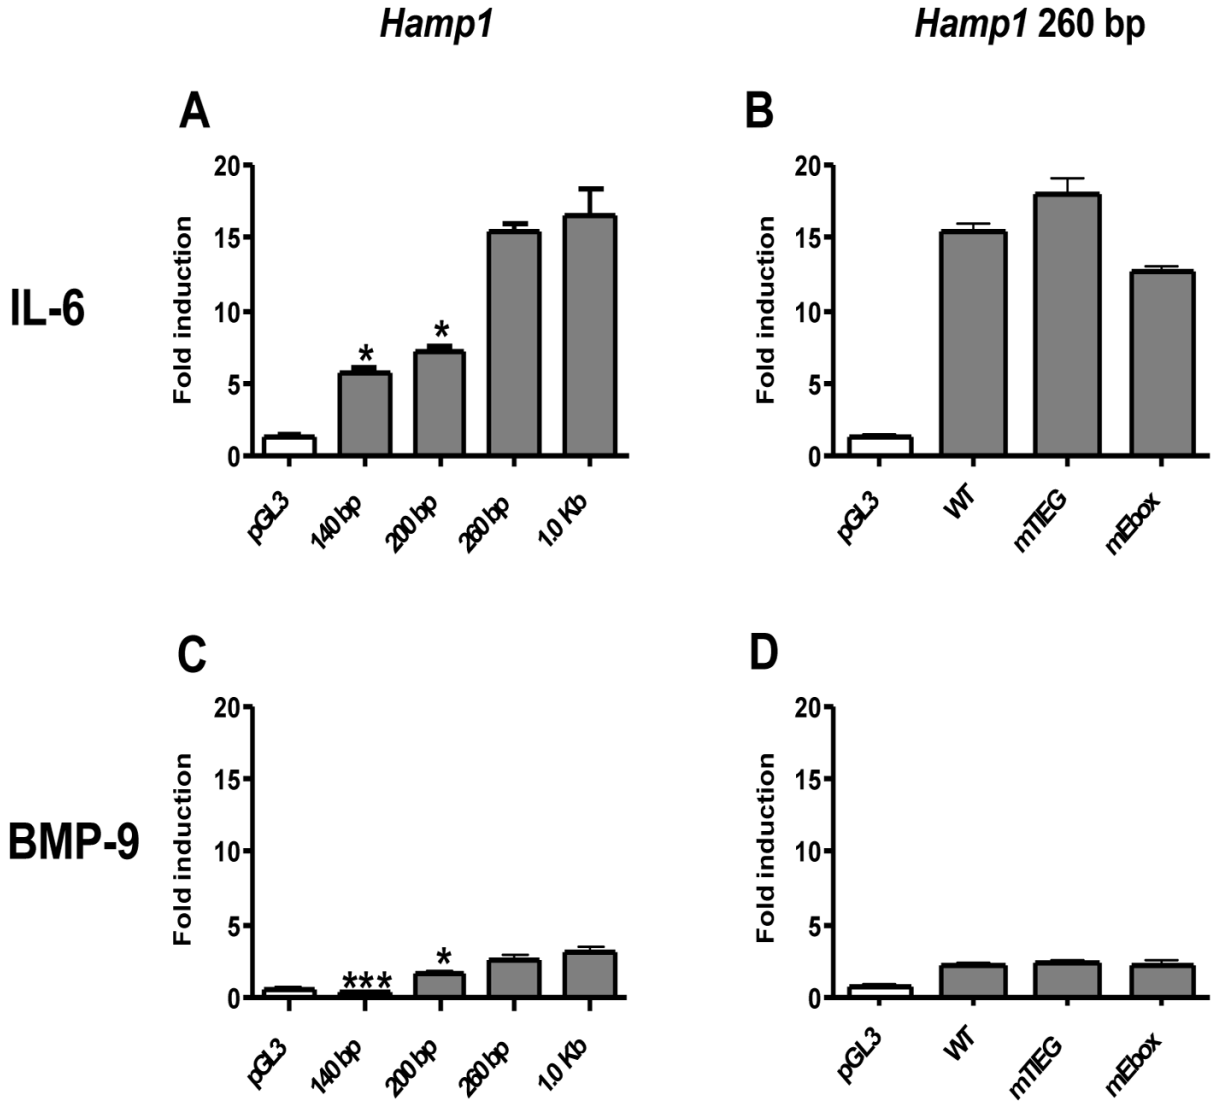 Hamp1
Hamp1 260 bp
A
B
IL-6
Fold induction
20
15
10
5
0
*
*
pGL3
140 bp
200 bp
260 bp
1.0 Kb
Fold induction
20
15
10
5
0
pGL3
WT
mTIEG
mEbox
C
D
BMP-9
Fold induction
20
15
10
5
0
***
*
pGL3
140 bp
200 bp
260 bp
1.0 Kb
Fold induction
20
15
10
5
0
pGL3
WT
mTIEG
mEbox